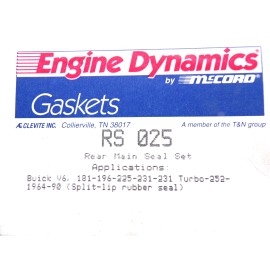 Engine Dynamics®
by McCORD®
Gaskets
AE CLEVITE INC. Collierville, TN 38017 A member of the T&N group
RS 025
Rear Main Seal Set
Applications:
Buick V6, 181-196-225-231-231 Turbo-252-
1964-90 (Split-lip rubber seal)